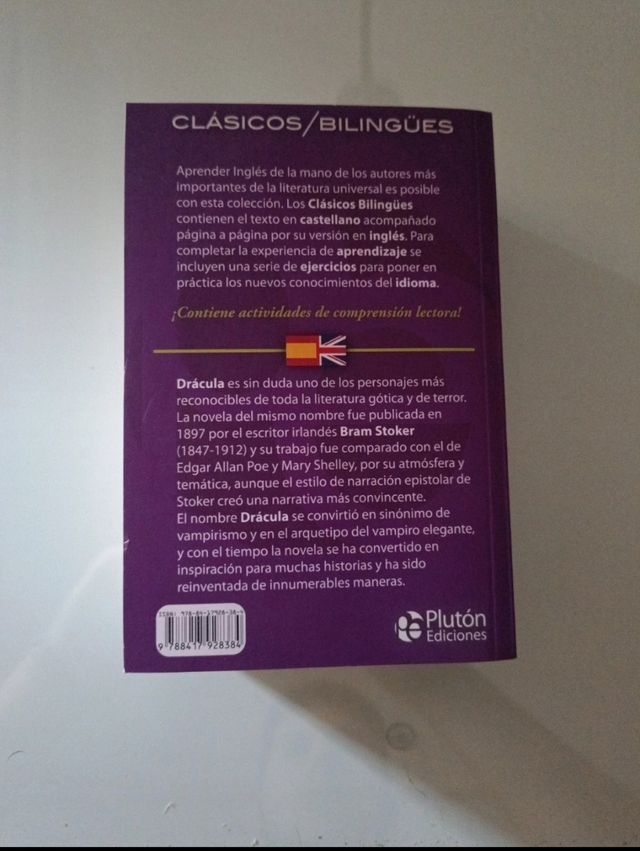 CLÁSICOS/BILINGÜES
Aprender Inglés de la mano de los autores más
importantes de la literatura universal es posible
con esta colección. Los Clásicos Bilingües
contienen el texto en castellano acompañado
página a página por su versión en inglés. Para
completar la experiencia de aprendizaje se
incluyen una serie de ejercicios para poner en
práctica los nuevos conocimientos del idioma.
¡Contiene actividades de comprensión lectora!
Drácula es sin duda uno de los personajes más
reconocibles de toda la literatura gótica y de terror.
La novela del mismo nombre fue publicada en
1897 por el escritor irlandés Bram Stoker
(1847-1912) y su trabajo fue comparado con el de
Edgar Allan Poe y Mary Shelley, por su atmósfera y
temática, aunque el estilo de narración epistolar de
Stoker creó una narrativa más convincente.
El nombre Drácula se convirtió en sinónimo de
vampirismo y en el arquetipo del vampiro elegante,
y con el tiempo la novela se ha convertido en
inspiración para muchas historias y ha sido
reinventada de innumerables maneras.
ISBN: 978-84-17928-38-4
9 788417 928384
Plutón
Ediciones